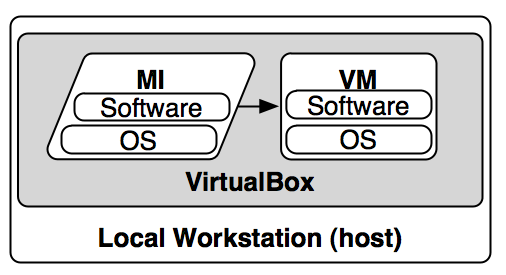 MI
Software
OS
VM
Software
OS
VirtualBox
Local Workstation (host)